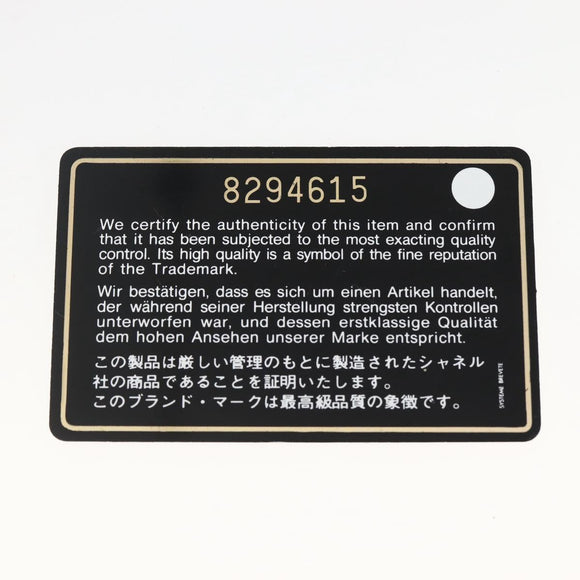 8294615
We certify the authenticity of this item and confirm
that it has been subjected to the most exacting quality
control. Its high quality is a symbol of the fine reputation
of the Trademark.
Wir bestätigen, dass es sich um einen Artikel handelt,
der während seiner Herstellung strengsten Kontrollen
unterworfen war, und dessen erstklassige Qualität
dem hohen Ansehen unserer Marke entspricht.
この製品は厳しい管理のもとに製造されたシャネル
社の商品であることを証明いたします。
このブランド・マークは最高級品質の象徴です。